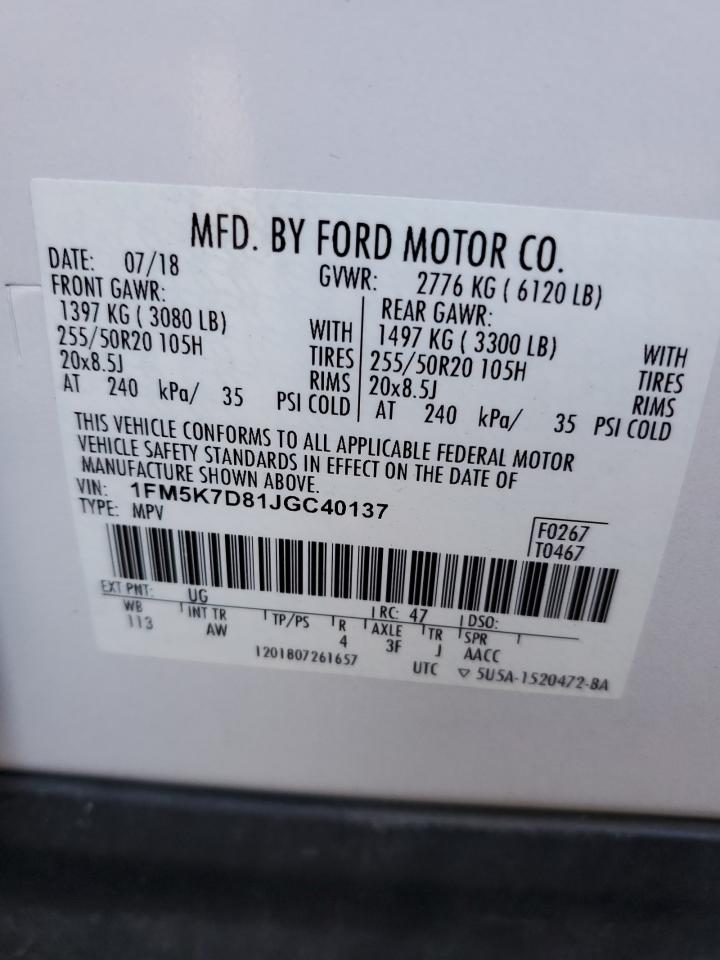 MFD. BY FORD MOTOR CO.
DATE: 07/18 GVWR: 2776 KG ( 6120 LB)
FRONT GAWR: REAR GAWR:
1397 KG ( 3080 LB) WITH 1497 KG ( 3300 LB) WITH
255/50R20 105H TIRES 255/50R20 105H TIRES
20x8.5J RIMS 20x8.5J RIMS
AT 240 kPa/ 35 PSI COLD AT 240 kPa/ 35 PSI COLD
THIS VEHICLE CONFORMS TO ALL APPLICABLE FEDERAL MOTOR
VEHICLE SAFETY STANDARDS IN EFFECT ON THE DATE OF
MANUFACTURE SHOWN ABOVE.
VIN: 1FM5K7D81JGC40137
TYPE: MPV
F0267
T0467
EXT PNT: UG RC: 47 DSO:
WB INT TR TP/PS R AXLE TR SPR
113 AW 4 3F J AACC
1201807261657 UTC ▽ 5U5A-1520472-BA